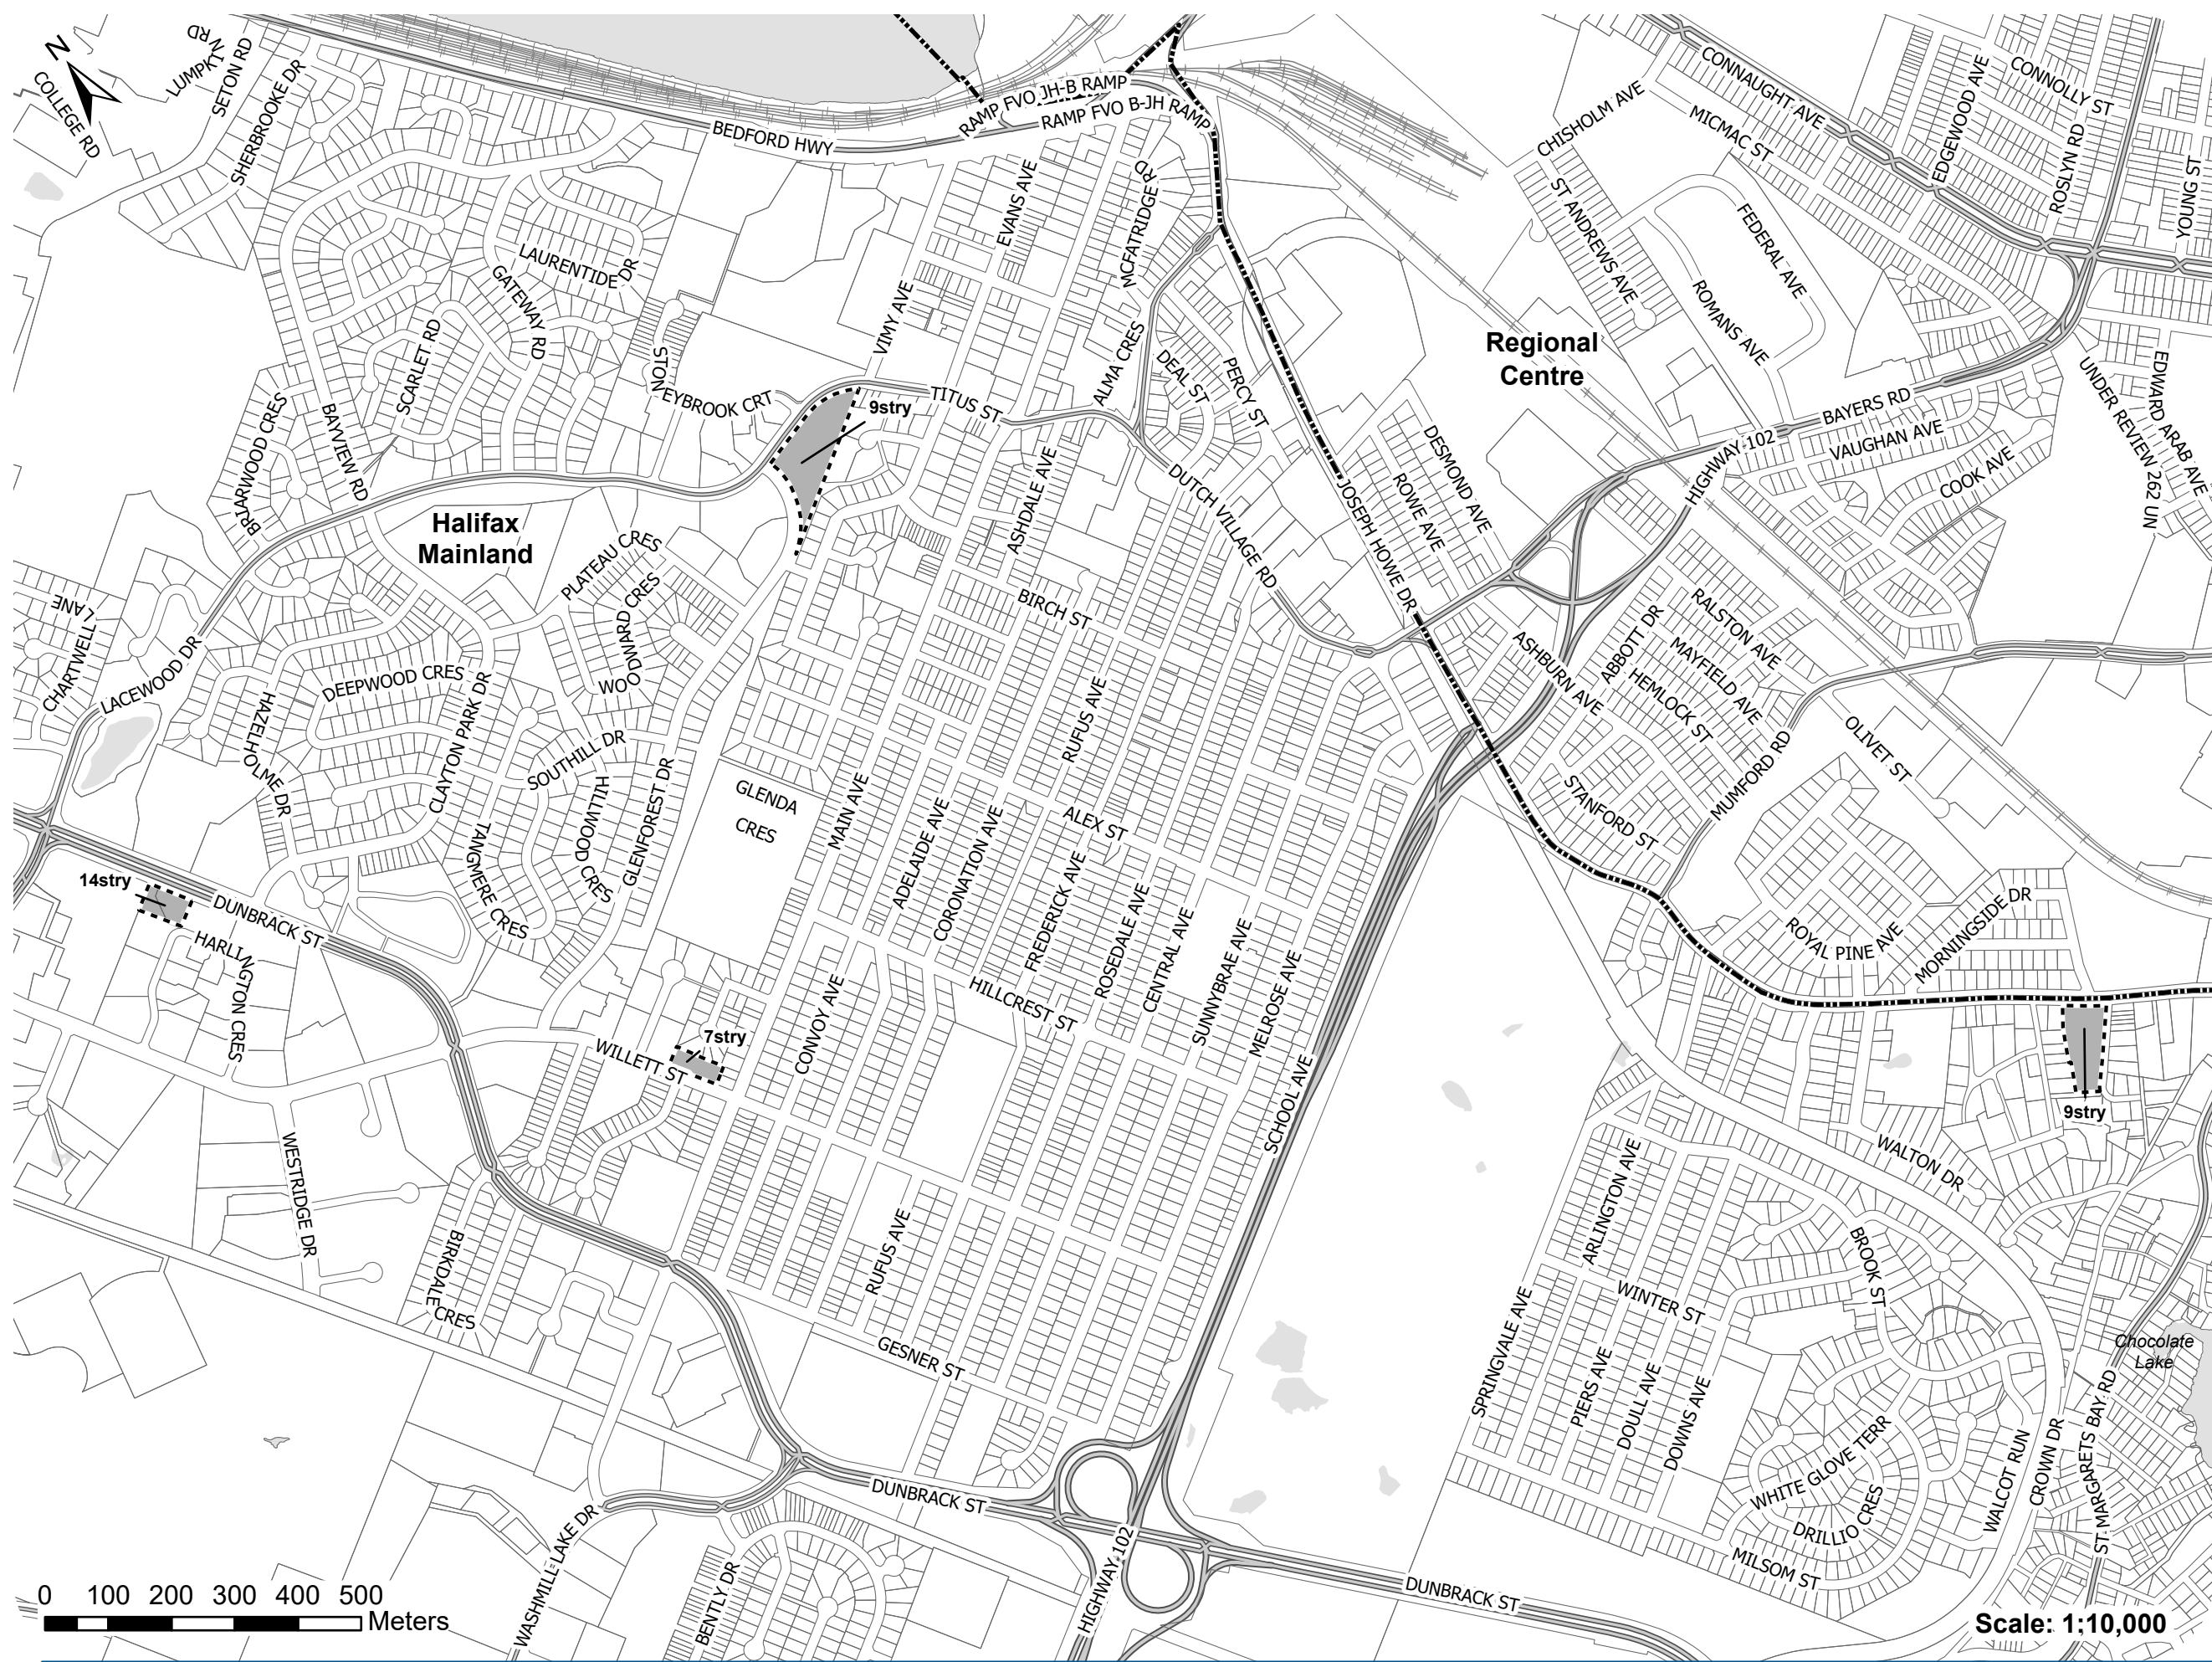 N
COLLEGE RD
LUMPKIN RD
SETON RD
SHERBROOKE DR
BEDFORD HWY
RAMP FVO JH-B RAMP
RAMP FVO B-JH RAMP
CONNAUGHT AVE
MICMAC ST
CHISHOLM AVE
EDGEWOOD AVE
CONNOLLY ST
ROSLYN RD
YOUNG ST
EVANS AVE
MCFATRIDGE RD
ST ANDREWS AVE
FEDERAL AVE
ROMANS AVE
LAURENTIDE DR
GATEWAY RD
SCARLET RD
STONEYBROOK CRT
VIMY AVE
TITUS ST
9stry
ALMA CRES
DEAL ST
PERCY ST
Regional
Centre
BAYERS RD
HIGHWAY 102
VAUGHAN AVE
COOK AVE
UNDER REVIEW 262 UN
EDWARD ARAB AVE
BRIARWOOD CRES
BAYVIEW RD
Halifax
Mainland
ASHDALE AVE
DUTCH VILLAGE RD
JOSEPH HOWE DR
ROWE AVE
DESMOND AVE
PLATEAU CRES
WOODWARD CRES
BIRCH ST
CHARTWELL LANE
LACEWOOD DR
DEEPWOOD CRES
HAZELHOLME DR
CLAYTON PARK DR
SOUTHILL DR
HILLWOOD CRES
TANGMERE CRES
GLENFOREST DR
GLENDA
CRES
MAIN AVE
ADELAIDE AVE
CORONATION AVE
RUFUS AVE
ALEX ST
FREDERICK AVE
ROSEDALE AVE
CENTRAL AVE
SUNNYBRAE AVE
MELROSE AVE
ASHBURN AVE
ABBOTT DR
RALSTON AVE
MAYFIELD AVE
HEMLOCK ST
STANFORD ST
MUMFORD RD
OLIVET ST
ROYAL PINE AVE
MORNINGSIDE DR
14stry
DUNBRACK ST
HARLINGTON CRES
WILLETT ST
7stry
CONVOY AVE
HILLCREST ST
SCHOOL AVE
9stry
WESTRIDGE DR
BIRKDALE CRES
RUFUS AVE
GESNER ST
WALTON DR
ARLINGTON AVE
BROOK ST
WINTER ST
SPRINGVALE AVE
PIERS AVE
DOULL AVE
DOWNS AVE
Chocolate
Lake
WHITE GLOVE TERR
DRILLIO CRES
WALCOT RUN
CROWN DR
ST MARGARETS BAY RD
MILSOM ST
DUNBRACK ST
DUNBRACK ST
HIGHWAY 102
WASHMILL LAKE DR
BENTLY DR
0 100 200 300 400 500
Meters
Scale: 1:10,000